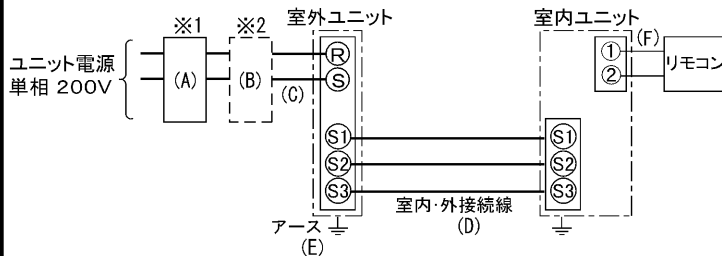 ※1
※2
室外ユニット
室内ユニット
ユニット電源
単相 200V
(A)
(B)
(C)
R
S
S1
S2
S3
アース
(E)
室内・外接続線
(D)
S1
S2
S3
①
②
(F)
リモコン